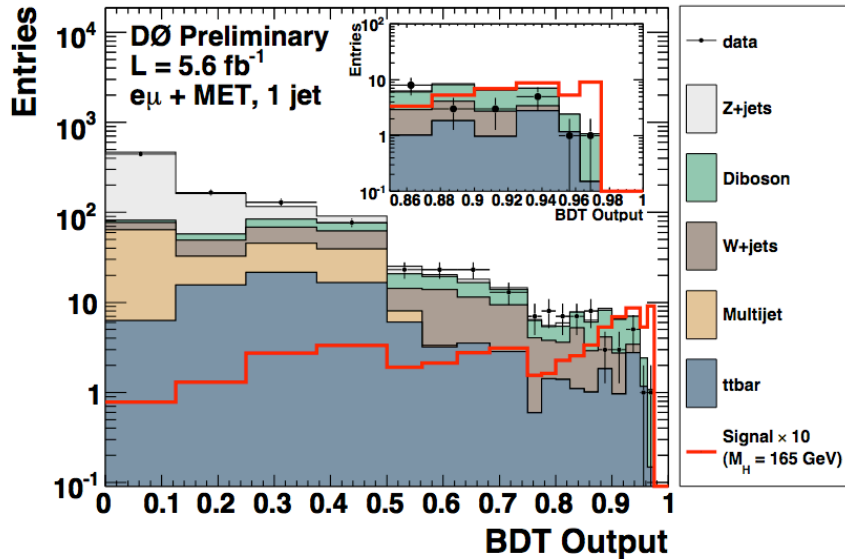 DØ Preliminary
L = 5.6 fb⁻¹
eμ + MET, 1 jet
Entries
10⁴
10³
10²
10
1
10⁻¹
0 0.1 0.2 0.3 0.4 0.5 0.6 0.7 0.8 0.9 1
BDT Output
Entries
10²
10
1
10⁻¹
0.86 0.88 0.9 0.92 0.94 0.96 0.98 1
BDT Output
data
Z+jets
Diboson
W+jets
Multijet
ttbar
Signal × 10
(M_H = 165 GeV)